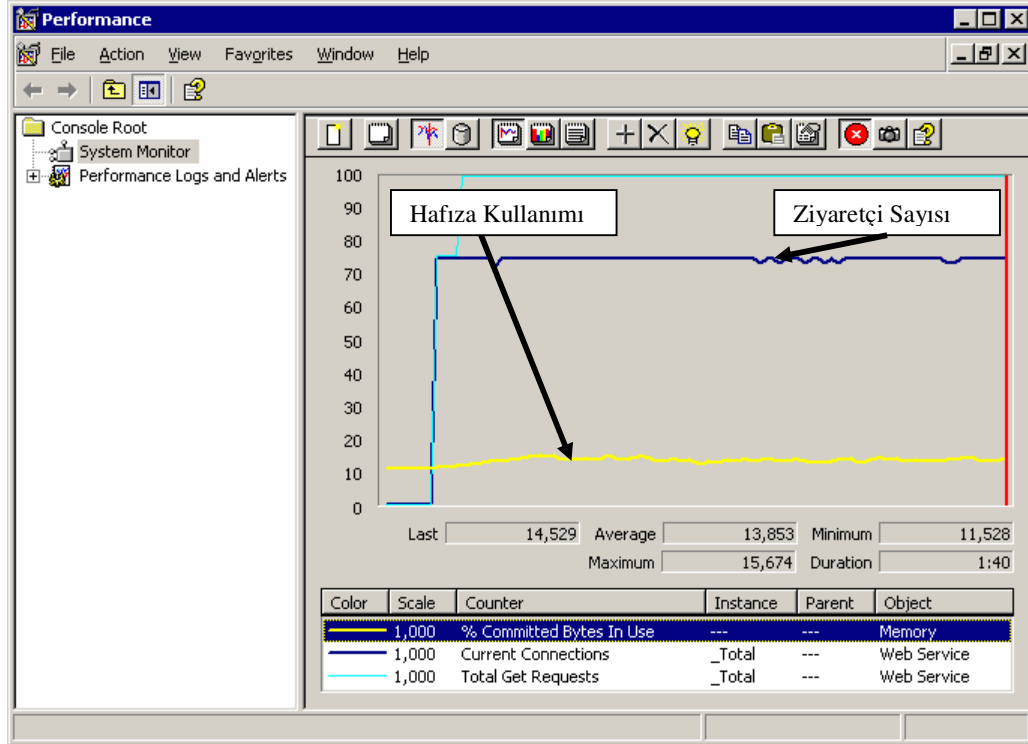 Performance
File Action View Favorites Window Help
Console Root
System Monitor
Performance Logs and Alerts
100
90
80
70
60
50
40
30
20
10
0
Hafıza Kullanımı
Ziyaretçi Sayısı
Last 14,529 Average 13,853 Minimum 11,528
Maximum 15,674 Duration 1:40
Color Scale Counter Instance Parent Object
1,000 % Committed Bytes In Use --- --- Memory
1,000 Current Connections _Total --- Web Service
1,000 Total Get Requests _Total --- Web Service